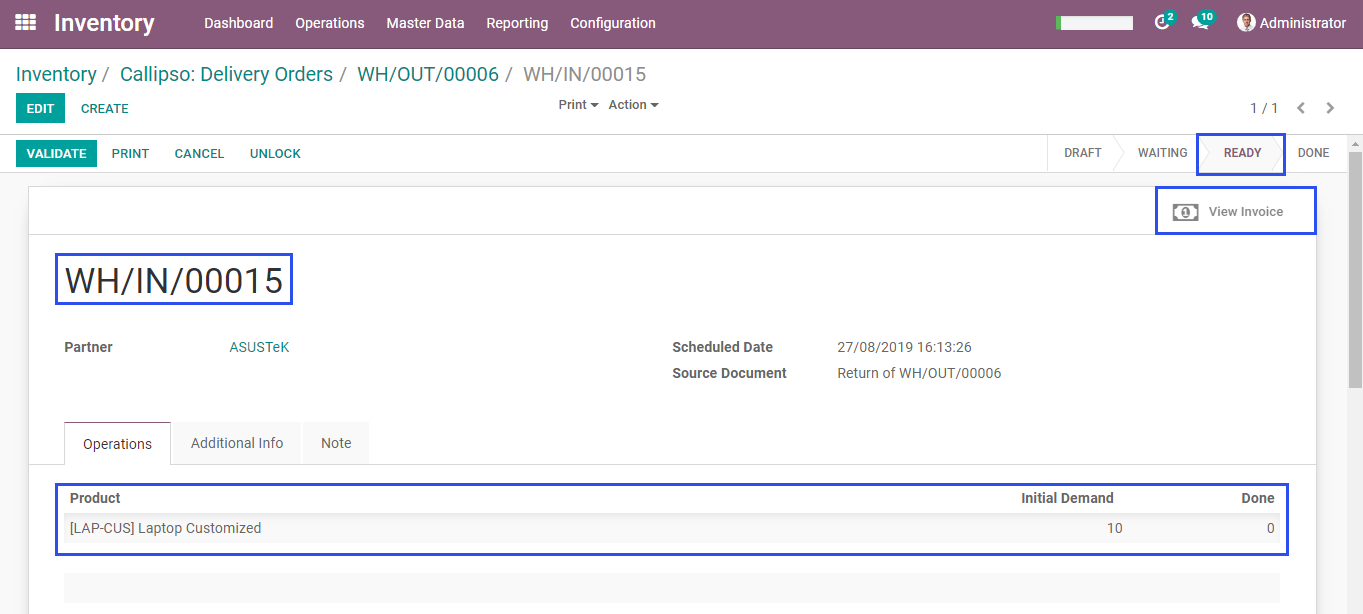 Inventory Dashboard Operations Master Data Reporting Configuration 2 10 Administrator
Inventory / Callipso: Delivery Orders / WH/OUT/00006 / WH/IN/00015
EDIT CREATE Print Action 1 / 1
VALIDATE PRINT CANCEL UNLOCK DRAFT WAITING READY DONE
1 View Invoice
WH/IN/00015
Partner ASUSTeK Scheduled Date 27/08/2019 16:13:26
Source Document Return of WH/OUT/00006
Operations Additional Info Note
Product Initial Demand Done
[LAP-CUS] Laptop Customized 10 0